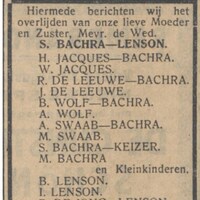 Hiermede berichten wij het
overlijden van onze lieve Moeder
en Zuster, Mevr. de Wed.
S. BACHRA—LENSON.
H. JACQUES—BACHRA.
W. JACQUES.
R. DE LEEUWE—BACHRA.
J. DE LEEUWE.
B. WOLF—BACHRA.
A. WOLF.
A. SWAAB—BACHRA.
M. SWAAB.
S. BACHRA—KEIZER.
M. BACHRA
en Kleinkinderen.
B. LENSON.
I. LENSON.